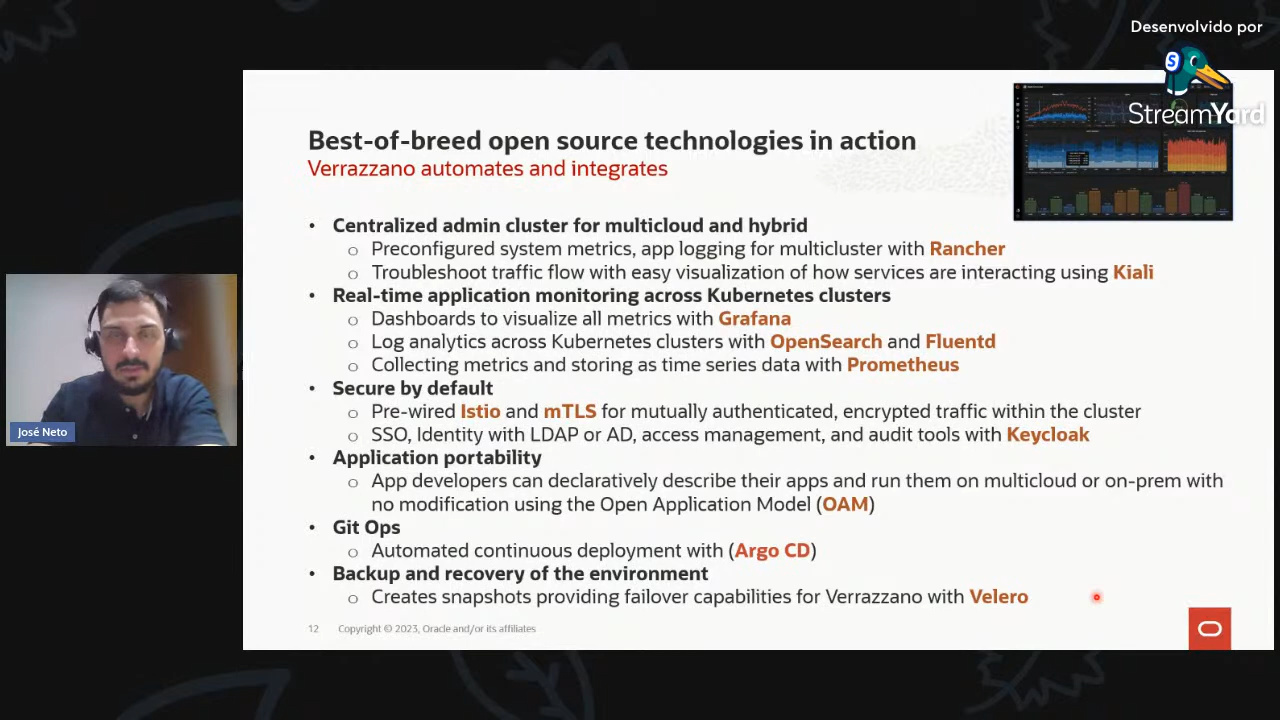 Desenvolvido por
StreamYard
Best-of-breed open source technologies in action
Verrazzano automates and integrates
• Centralized admin cluster for multicloud and hybrid
o Preconfigured system metrics, app logging for multicluster with Rancher
o Troubleshoot traffic flow with easy visualization of how services are interacting using Kiali
• Real-time application monitoring across Kubernetes clusters
o Dashboards to visualize all metrics with Grafana
o Log analytics across Kubernetes clusters with OpenSearch and Fluentd
o Collecting metrics and storing as time series data with Prometheus
• Secure by default
o Pre-wired Istio and mTLS for mutually authenticated, encrypted traffic within the cluster
o SSO, Identity with LDAP or AD, access management, and audit tools with Keycloak
• Application portability
o App developers can declaratively describe their apps and run them on multicloud or on-prem with
no modification using the Open Application Model (OAM)
• Git Ops
o Automated continuous deployment with (Argo CD)
• Backup and recovery of the environment
o Creates snapshots providing failover capabilities for Verrazzano with Velero
12 Copyright © 2023, Oracle and/or its affiliates
José Neto